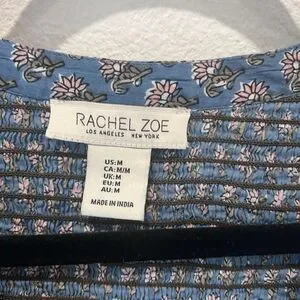 RACHEL ZOE
LOS ANGELES NEW YORK
US:M
CA:M/M
UK:M
EU:M
AU:M
MADE IN INDIA